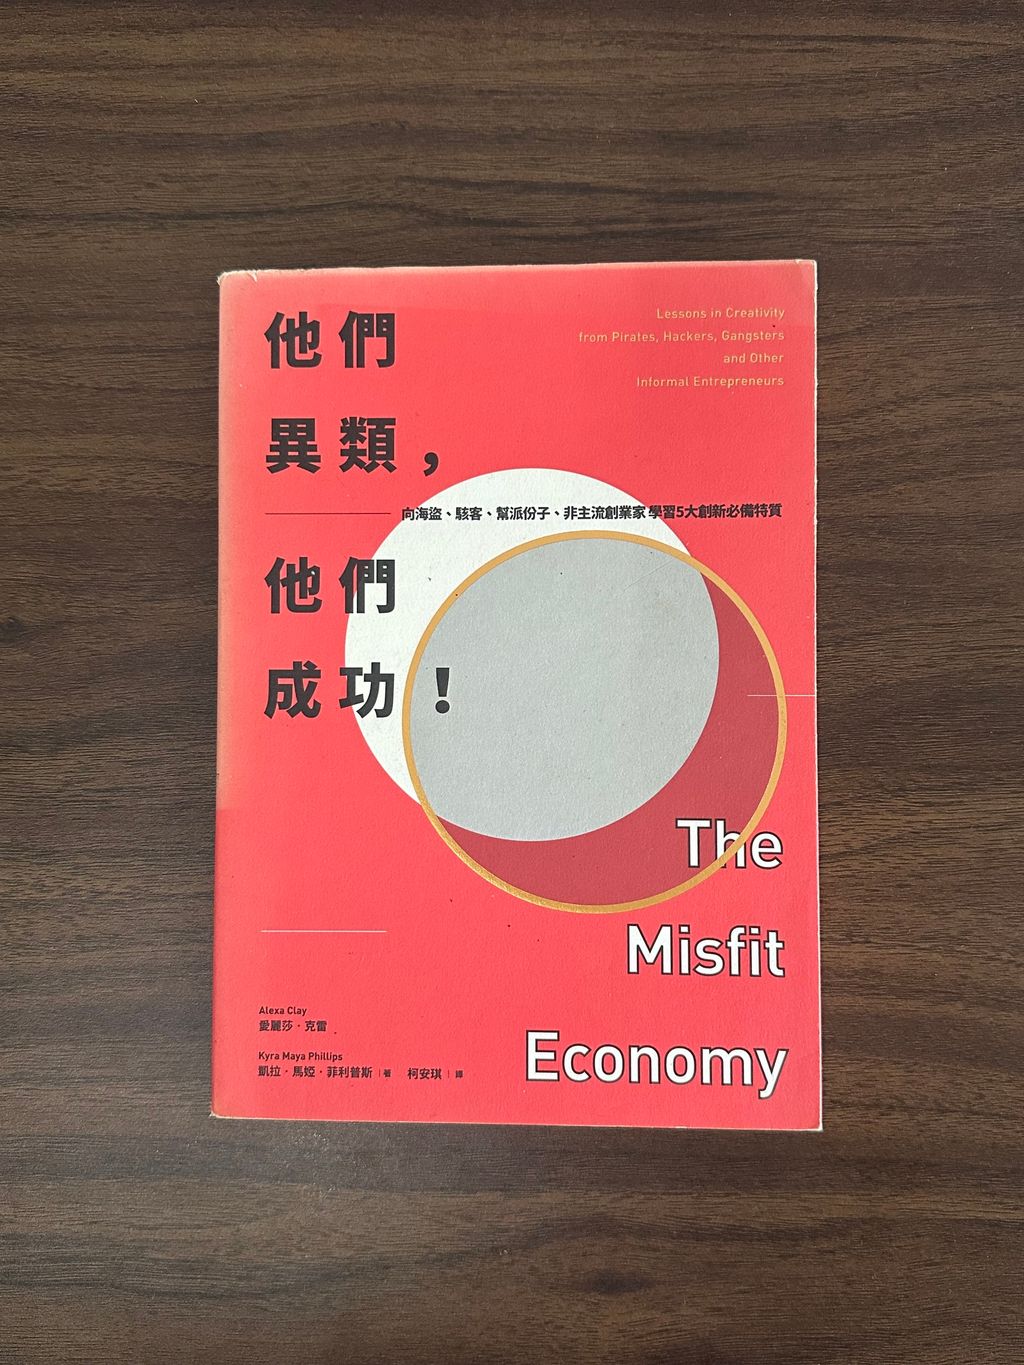 他們
異類，
向海盜、駭客、幫派份子、非主流創業家 學習5大創新必備特質
他們
成功！
Lessons in Creativity
from Pirates, Hackers, Gangsters
and Other
Informal Entrepreneurs
The
Misfit
Economy
Alexa Clay
愛麗莎·克雷
Kyra Maya Phillips
凱拉·馬婭·菲利普斯｜著 柯安琪｜譯